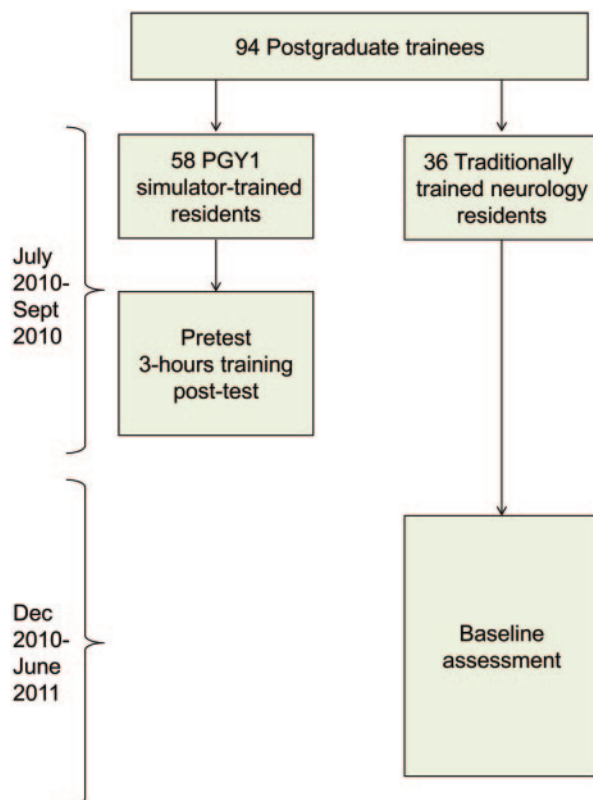 94 Postgraduate trainees
58 PGY1
simulator-trained
residents
36 Traditionally
trained neurology
residents
July
2010-
Sept
2010
Pretest
3-hours training
post-test
Dec
2010-
June
2011
Baseline
assessment